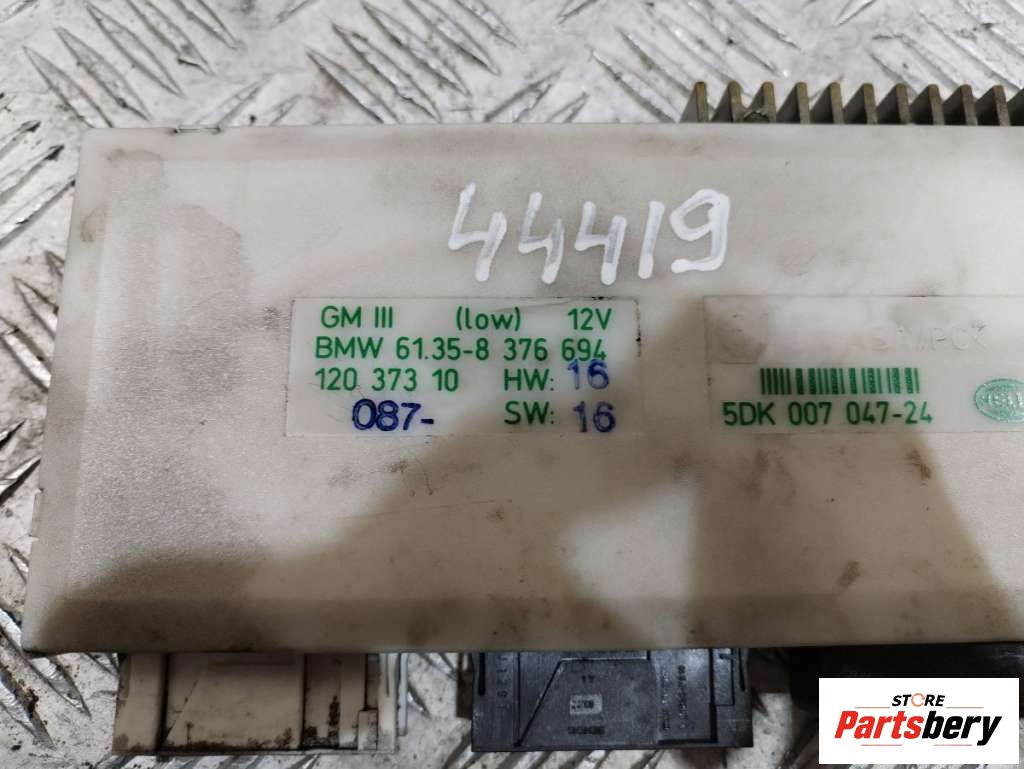 44419
GM III (low) 12V
BMW 61.35-8 376 694
120 373 10 HW: 16
087- SW: 16
5DK 007 047-24
STORE
Partsbery